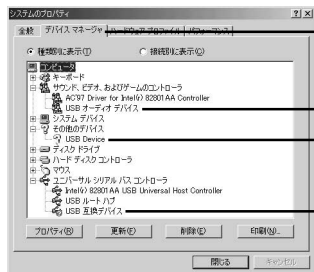 システムのプロパティ
全般 デバイス マネージャ ハードウェア プロファイル パフォーマンス
種類別に表示(T) 接続別に表示(C)
コンピュータ
キーボード
サウンド、ビデオ、およびゲームのコントローラ
AC'97 Driver for Intel(r) 82801AA Controller
USB オーディオ デバイス
システム デバイス
その他のデバイス
USB Device
ディスク ドライブ
ハード ディスク コントローラ
マウス
ユニバーサル シリアル バス コントローラ
Intel(r) 82801AA USB Universal Host Controller
USB ルート ハブ
USB 互換デバイス
プロパティ(R) 更新(F) 削除(E) 印刷(N)...
閉じる キャンセル